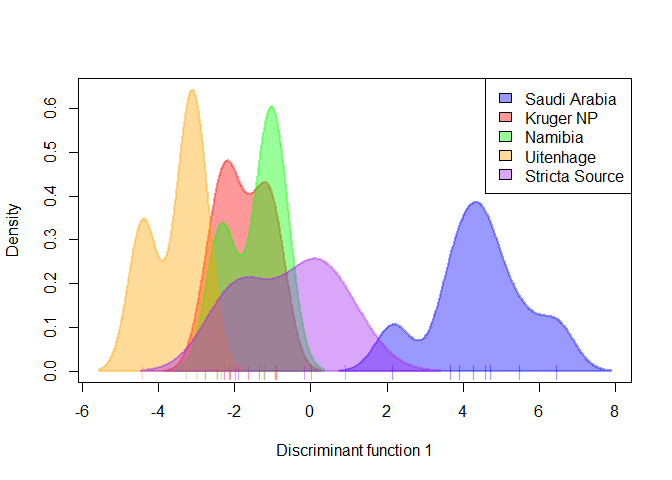 Saudi Arabia
Kruger NP
Namibia
Uitenhage
Stricta Source
Density
0.6
0.5
0.4
0.3
0.2
0.1
0.0
-6 -4 -2 0 2 4 6 8
Discriminant function 1